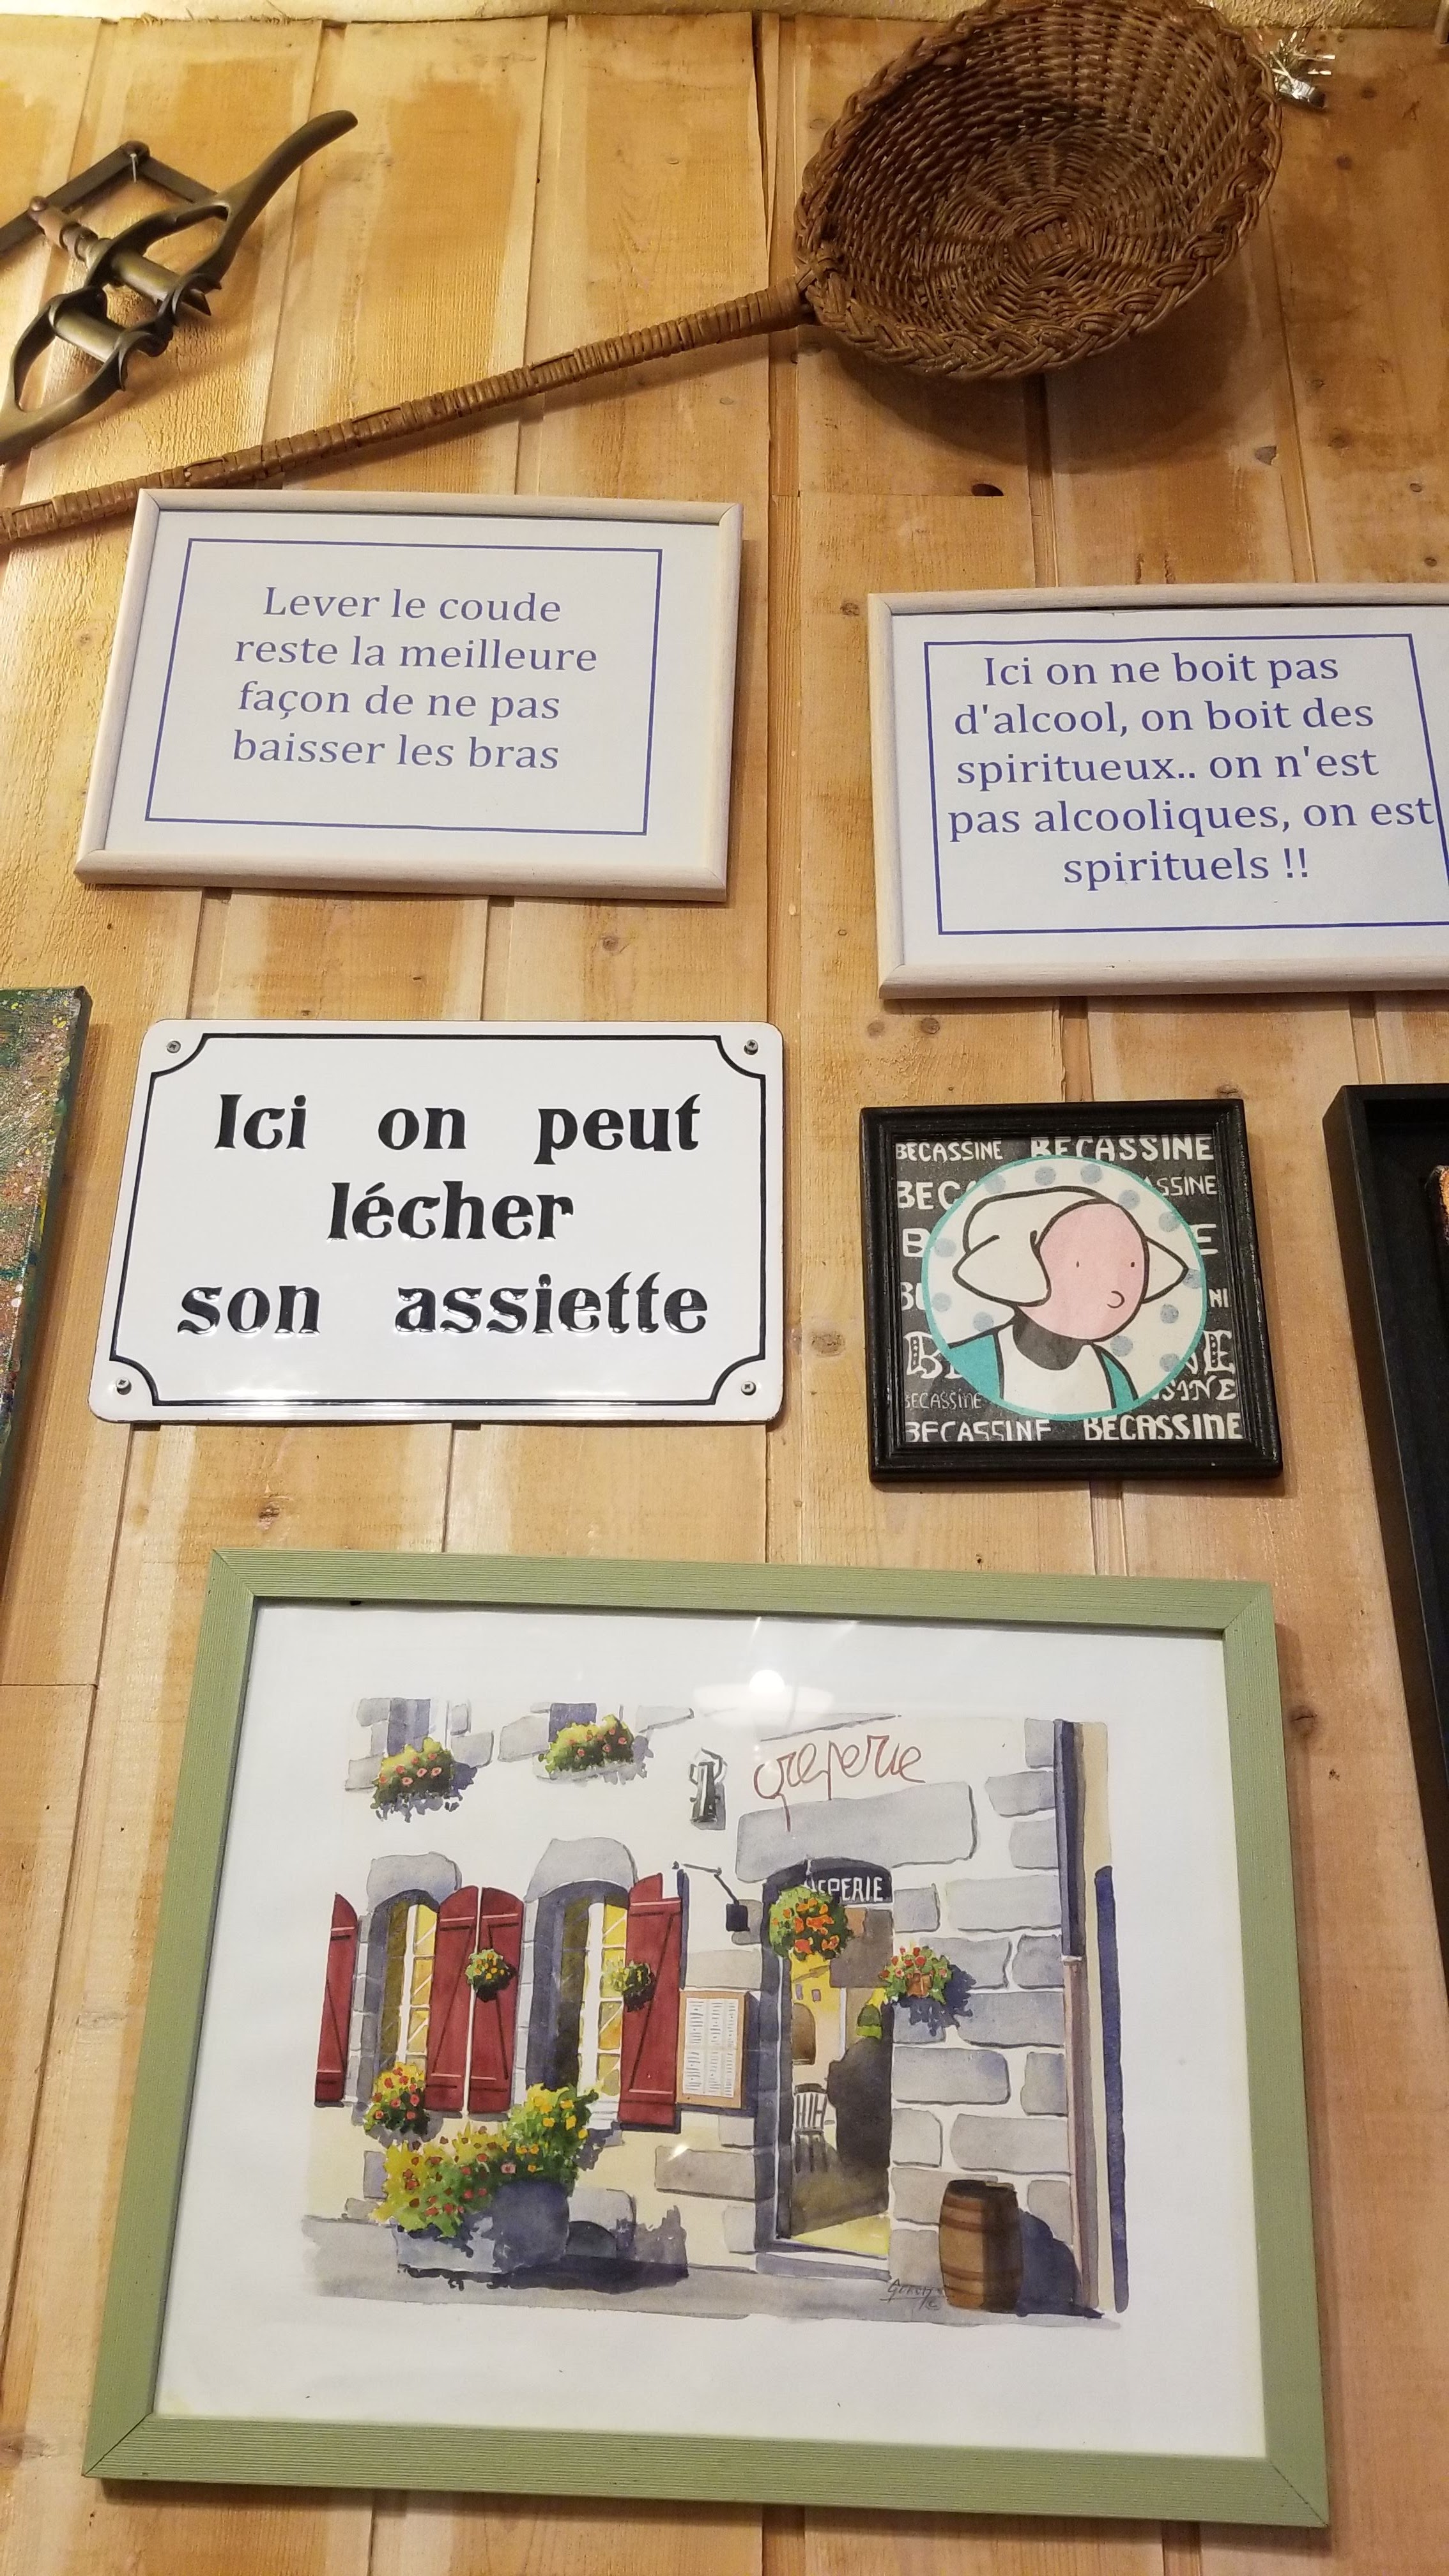 Lever le coude
reste la meilleure
façon de ne pas
baisser les bras
Ici on ne boit pas
d'alcool, on boit des
spiritueux.. on n'est
pas alcooliques, on est
spirituels !!
Ici on peut
lécher
son assiette
BECASSINE BECASSINE
BECASSINE
BECASSINE BECASSINE
creperie